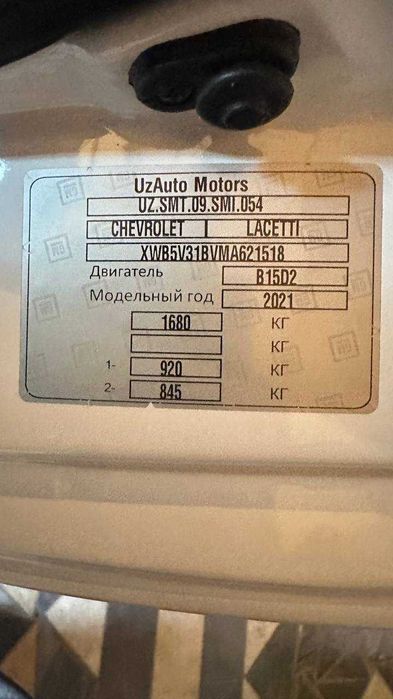 UzAuto Motors
UZ.SMT.09.SMI.054
CHEVROLET LACETTI
XWB5V31BVMA621518
Двигатель B15D2
Модельный год 2021
1680 КГ
КГ
1- 920 КГ
2- 845 КГ